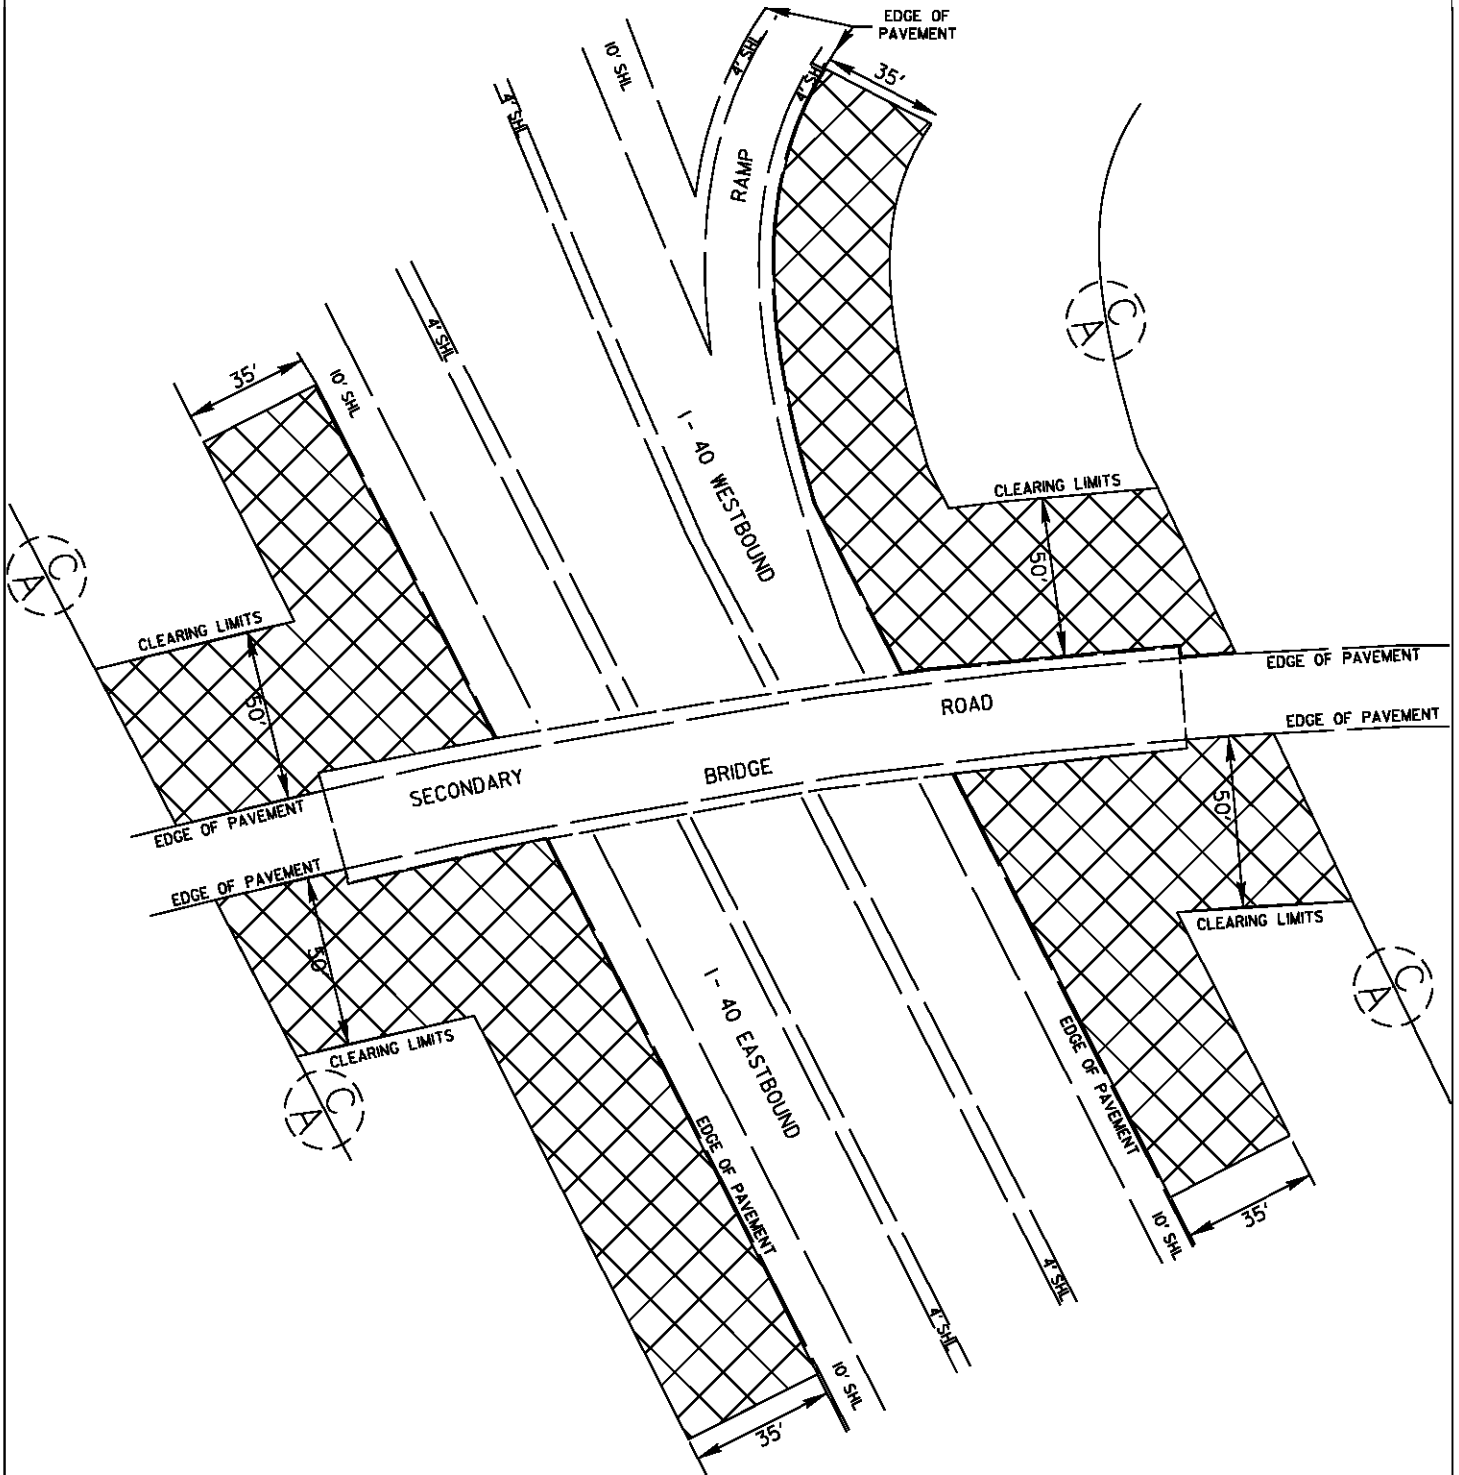 EDGE OF
PAVEMENT
10' SHL
4' SHL
4' SHL
35'
4' SHL
RAMP
C
A
4' SHL
35'
10' SHL
I- 40 WESTBOUND
CLEARING LIMITS
50'
C
A
CLEARING LIMITS
50'
EDGE OF PAVEMENT
ROAD
EDGE OF PAVEMENT
BRIDGE
SECONDARY
EDGE OF PAVEMENT
EDGE OF PAVEMENT
50'
CLEARING LIMITS
50'
CLEARING LIMITS
C
A
C
A
I- 40 EASTBOUND
EDGE OF PAVEMENT
EDGE OF PAVEMENT
10' SHL
35'
4' SHL
4' SHL
10' SHL
35'